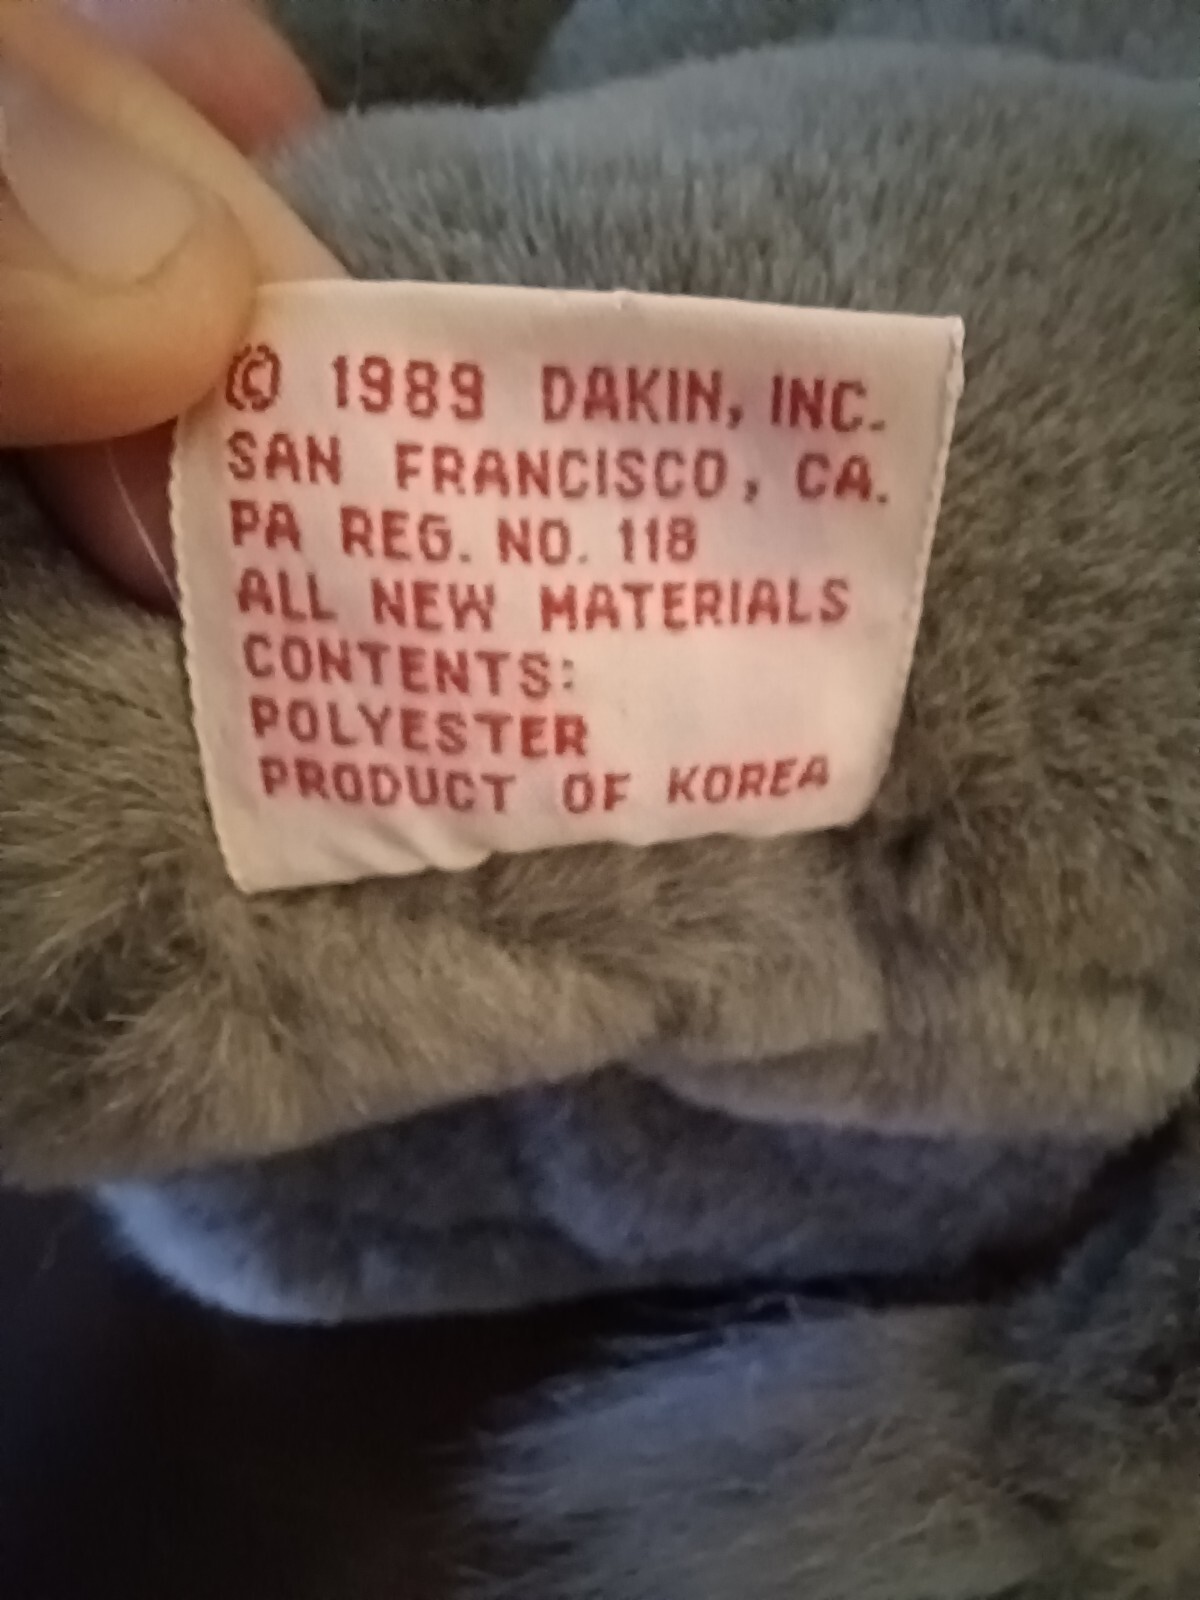 © 1989 DAKIN, INC.
SAN FRANCISCO, CA.
PA REG. NO. 118
ALL NEW MATERIALS
CONTENTS:
POLYESTER
PRODUCT OF KOREA